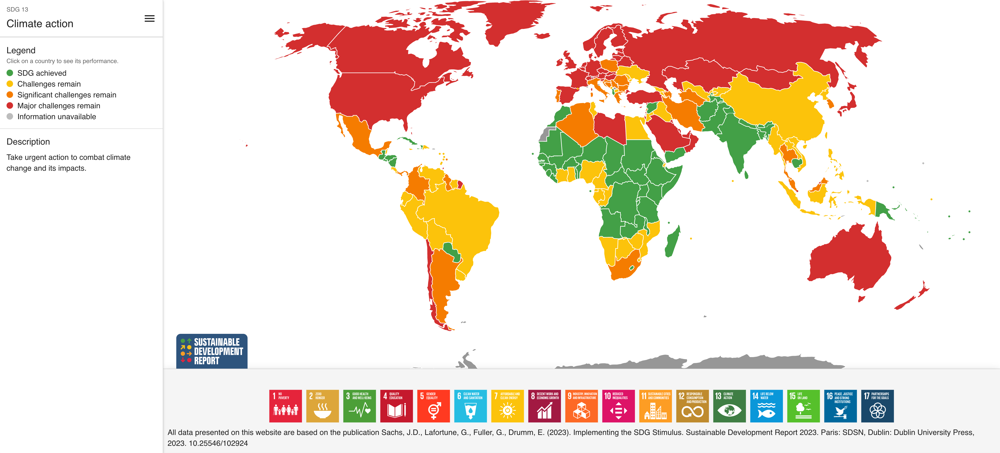 SDG 13
Climate action
Legend
Click on a country to see its performance.
SDG achieved
Challenges remain
Significant challenges remain
Major challenges remain
Information unavailable
Description
Take urgent action to combat climate
change and its impacts.
SUSTAINABLE
DEVELOPMENT
REPORT
1 NO
POVERTY
2 ZERO
HUNGER
3 GOOD HEALTH
AND WELL-BEING
4 QUALITY
EDUCATION
5 GENDER
EQUALITY
6 CLEAN WATER
AND SANITATION
7 AFFORDABLE AND
CLEAN ENERGY
8 DECENT WORK AND
ECONOMIC GROWTH
9 INDUSTRY, INNOVATION
AND INFRASTRUCTURE
10 REDUCED
INEQUALITIES
11 SUSTAINABLE CITIES
AND COMMUNITIES
12 RESPONSIBLE
CONSUMPTION
AND PRODUCTION
13 CLIMATE
ACTION
14 LIFE BELOW
WATER
15 LIFE
ON LAND
16 PEACE, JUSTICE
AND STRONG
INSTITUTIONS
17 PARTNERSHIPS
FOR THE GOALS
All data presented on this website are based on the publication Sachs, J.D., Lafortune, G., Fuller, G., Drumm, E. (2023). Implementing the SDG Stimulus. Sustainable Development Report 2023. Paris: SDSN, Dublin: Dublin University Press,
2023. 10.25546/102924